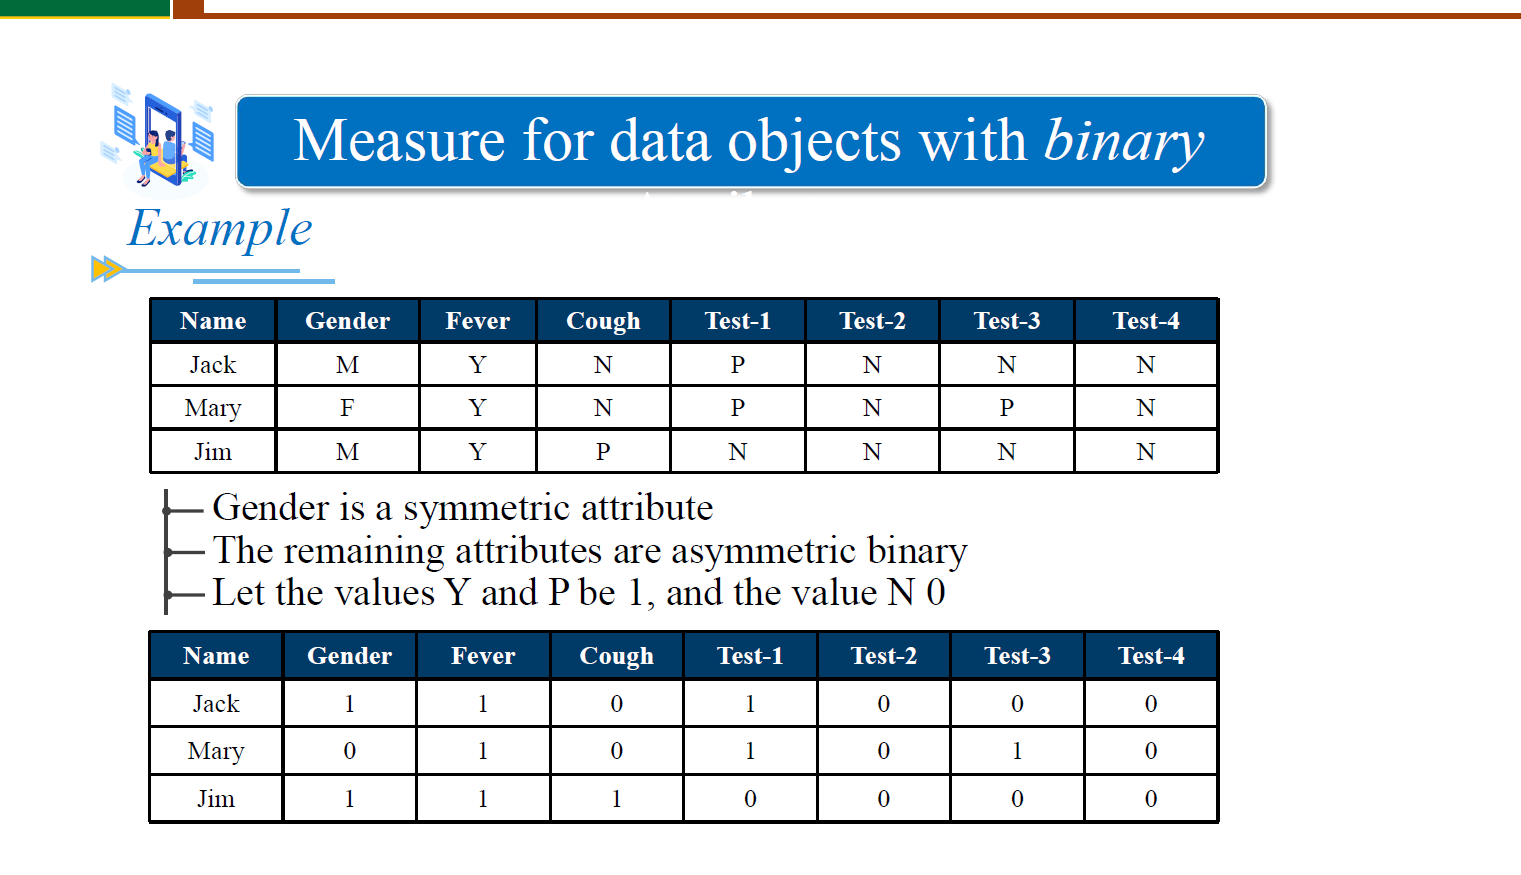 Measure for data objects with binary
Example
Name Gender Fever Cough Test-1 Test-2 Test-3 Test-4
Jack M Y N P N N N
Mary F Y N P N P N
Jim M Y P N N N N
Gender is a symmetric attribute
The remaining attributes are asymmetric binary
Let the values Y and P be 1, and the value N 0
Name Gender Fever Cough Test-1 Test-2 Test-3 Test-4
Jack 1 1 0 1 0 0 0
Mary 0 1 0 1 0 1 0
Jim 1 1 1 0 0 0 0